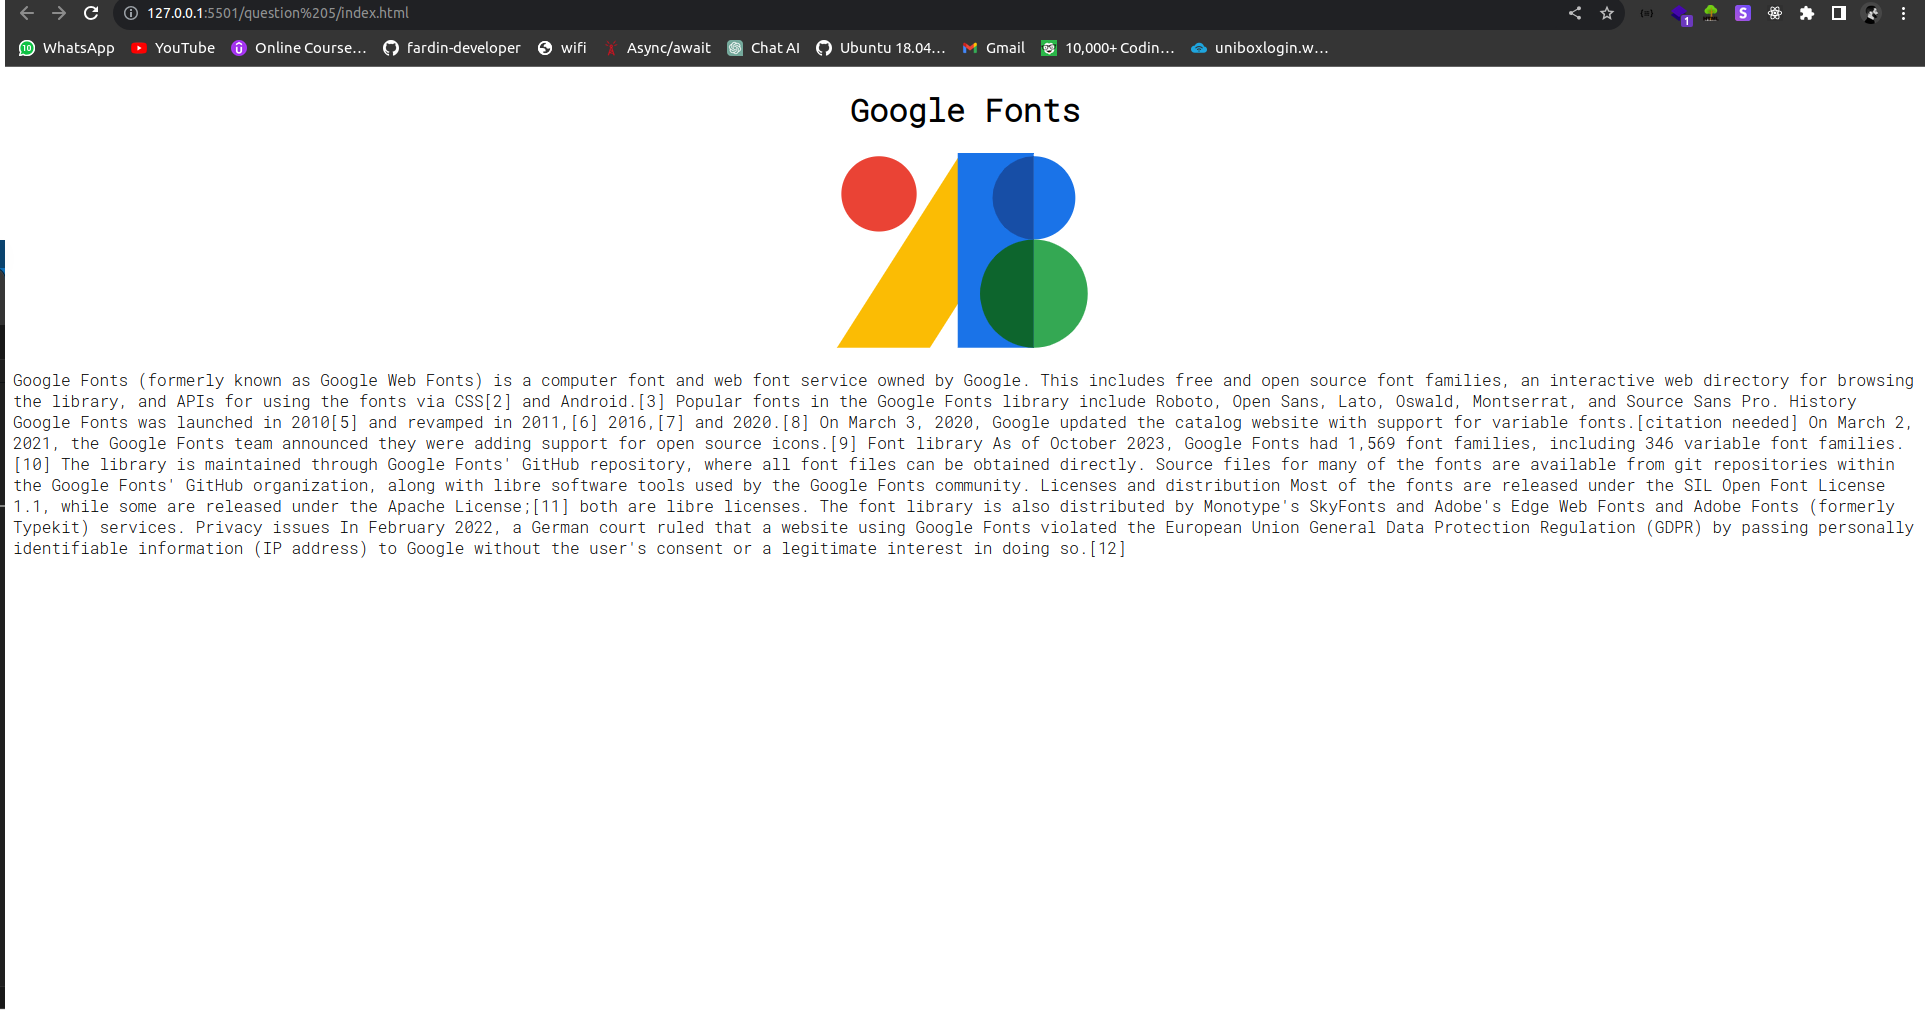 127.0.0.1:5501/question%205/index.html
1
S
10 WhatsApp YouTube Online Course... fardin-developer wifi Async/await Chat AI Ubuntu 18.04... Gmail 10,000+ Codin... uniboxlogin.w...
Google Fonts
Google Fonts (formerly known as Google Web Fonts) is a computer font and web font service owned by Google. This includes free and open source font families, an interactive web directory for browsing
the library, and APIs for using the fonts via CSS[2] and Android.[3] Popular fonts in the Google Fonts library include Roboto, Open Sans, Lato, Oswald, Montserrat, and Source Sans Pro. History
Google Fonts was launched in 2010[5] and revamped in 2011,[6] 2016,[7] and 2020.[8] On March 3, 2020, Google updated the catalog website with support for variable fonts.[citation needed] On March 2,
2021, the Google Fonts team announced they were adding support for open source icons.[9] Font library As of October 2023, Google Fonts had 1,569 font families, including 346 variable font families.
[10] The library is maintained through Google Fonts' GitHub repository, where all font files can be obtained directly. Source files for many of the fonts are available from git repositories within
the Google Fonts' GitHub organization, along with libre software tools used by the Google Fonts community. Licenses and distribution Most of the fonts are released under the SIL Open Font License
1.1, while some are released under the Apache License;[11] both are libre licenses. The font library is also distributed by Monotype's SkyFonts and Adobe's Edge Web Fonts and Adobe Fonts (formerly
Typekit) services. Privacy issues In February 2022, a German court ruled that a website using Google Fonts violated the European Union General Data Protection Regulation (GDPR) by passing personally
identifiable information (IP address) to Google without the user's consent or a legitimate interest in doing so.[12]